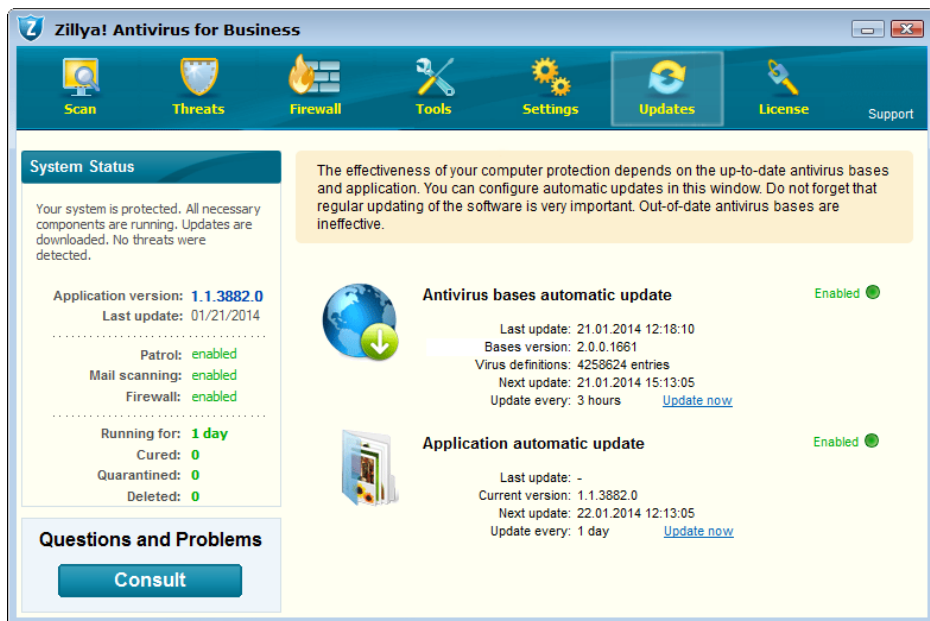 Zillya! Antivirus for Business
Scan
Threats
Firewall
Tools
Settings
Updates
License
Support
System Status
Your system is protected. All necessary
components are running. Updates are
downloaded. No threats were
detected.
Application version: 1.1.3882.0
Last update: 01/21/2014
Patrol: enabled
Mail scanning: enabled
Firewall: enabled
Running for: 1 day
Cured: 0
Quarantined: 0
Deleted: 0
Questions and Problems
Consult
The effectiveness of your computer protection depends on the up-to-date antivirus bases
and application. You can configure automatic updates in this window. Do not forget that
regular updating of the software is very important. Out-of-date antivirus bases are
ineffective.
Antivirus bases automatic update
Enabled
Last update: 21.01.2014 12:18:10
Bases version: 2.0.0.1661
Virus definitions: 4258624 entries
Next update: 21.01.2014 15:13:05
Update every: 3 hours Update now
Application automatic update
Enabled
Last update: -
Current version: 1.1.3882.0
Next update: 22.01.2014 12:13:05
Update every: 1 day Update now